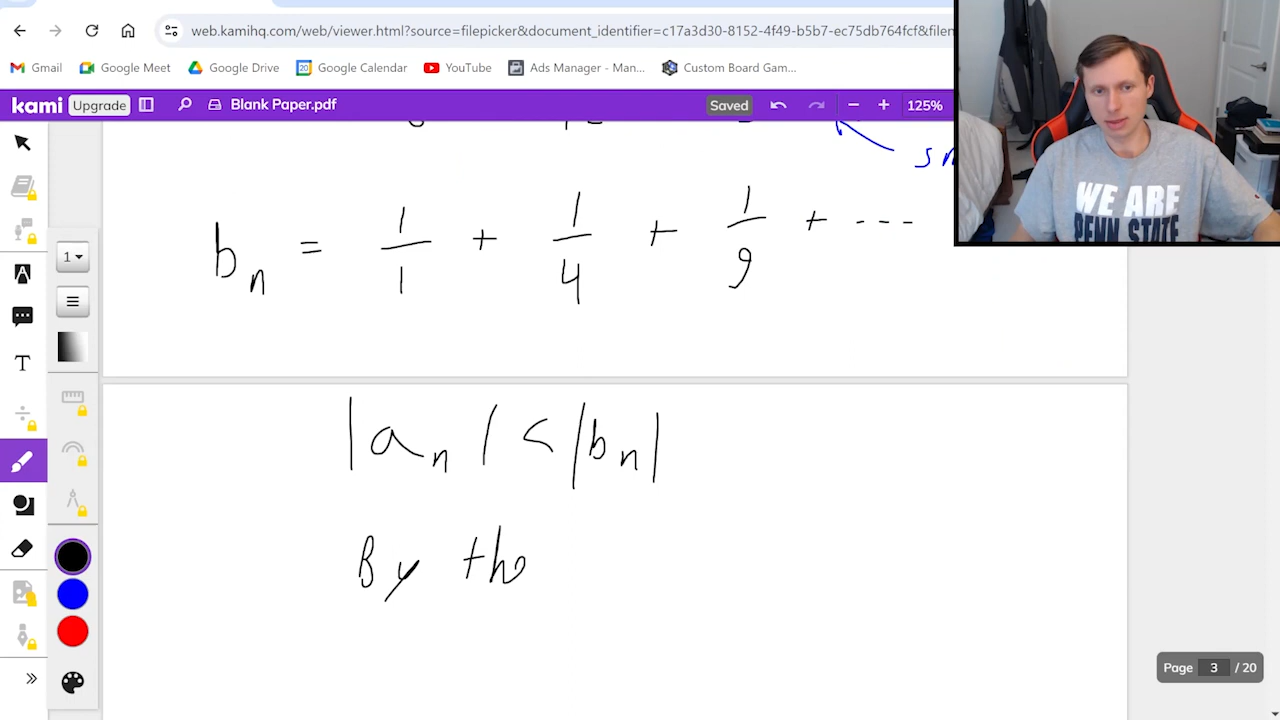 web.kamihq.com/web/viewer.html?source=filepicker&document_identifier=c17a3d30-8152-4f49-b5b7-ec75db764fcf&filen
Gmail Google Meet Google Drive Google Calendar YouTube Ads Manager - Man... Custom Board Gam...
kami Upgrade Blank Paper.pdf Saved 125%
b_n = 1/1 + 1/4 + 1/9 + ---
|a_n| < |b_n|
By the
1
T
WE ARE
PENN STATE
Page 3 / 20